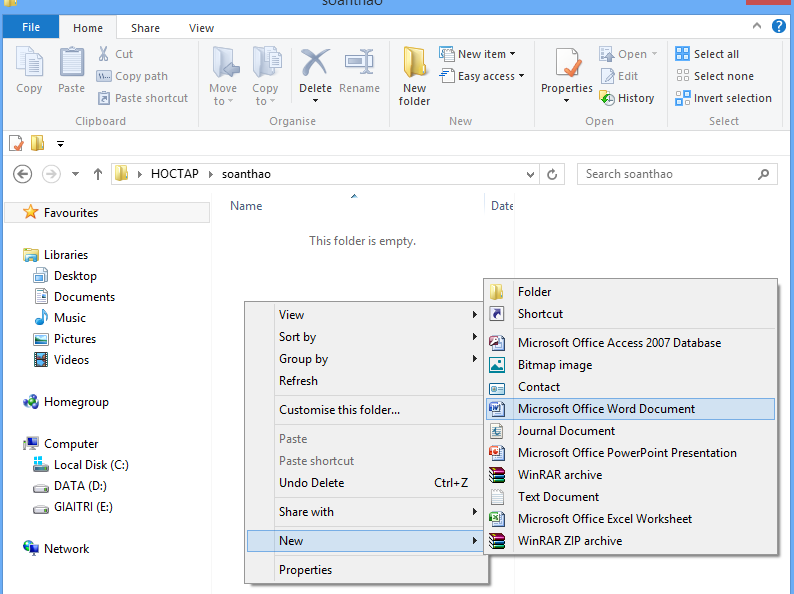 soanthao
File Home Share View
Copy
Paste
Cut
Copy path
Paste shortcut
Clipboard
Move to
Copy to
Delete
Rename
Organise
New folder
New item
Easy access
New
Properties
Open
Edit
History
Open
Select all
Select none
Invert selection
Select
HOCTAP soanthao
Search soanthao
Favourites
Libraries
Desktop
Documents
Music
Pictures
Videos
Homegroup
Computer
Local Disk (C:)
DATA (D:)
GIAITRI (E:)
Network
Name Date
This folder is empty.
View
Sort by
Group by
Refresh
Customise this folder...
Paste
Paste shortcut
Undo Delete Ctrl+Z
Share with
New
Properties
Folder
Shortcut
Microsoft Office Access 2007 Database
Bitmap image
Contact
Microsoft Office Word Document
Journal Document
Microsoft Office PowerPoint Presentation
WinRAR archive
Text Document
Microsoft Office Excel Worksheet
WinRAR ZIP archive